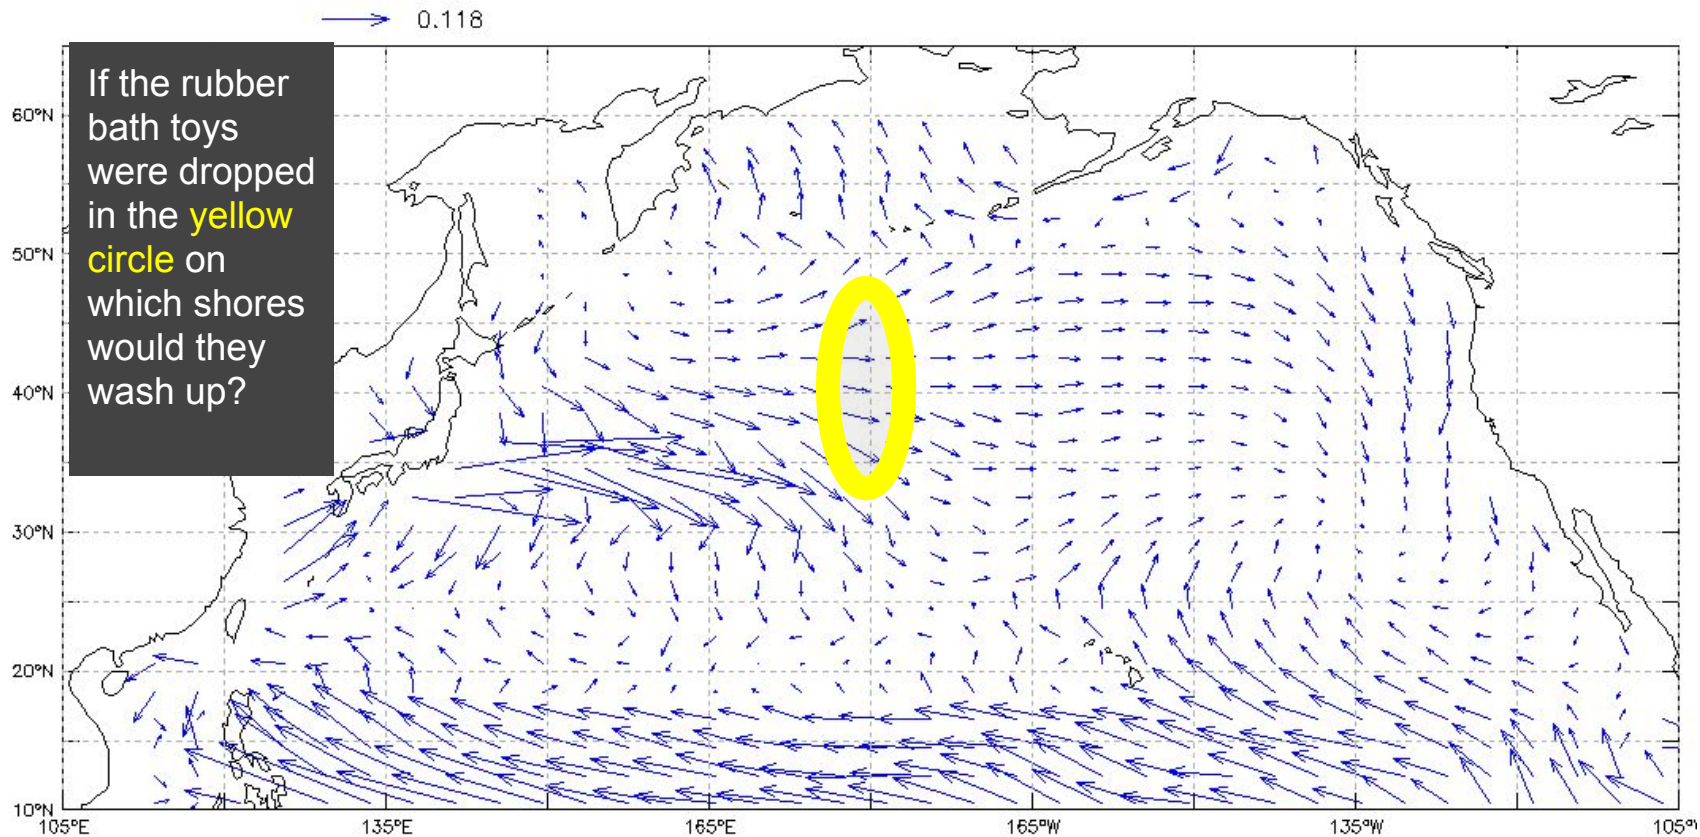 0.118
If the rubber
bath toys
were dropped
in the yellow
circle on
which shores
would they
wash up?
60°N
50°N
40°N
30°N
20°N
10°N
105°E
135°E
165°E
165°W
135°W
105°W